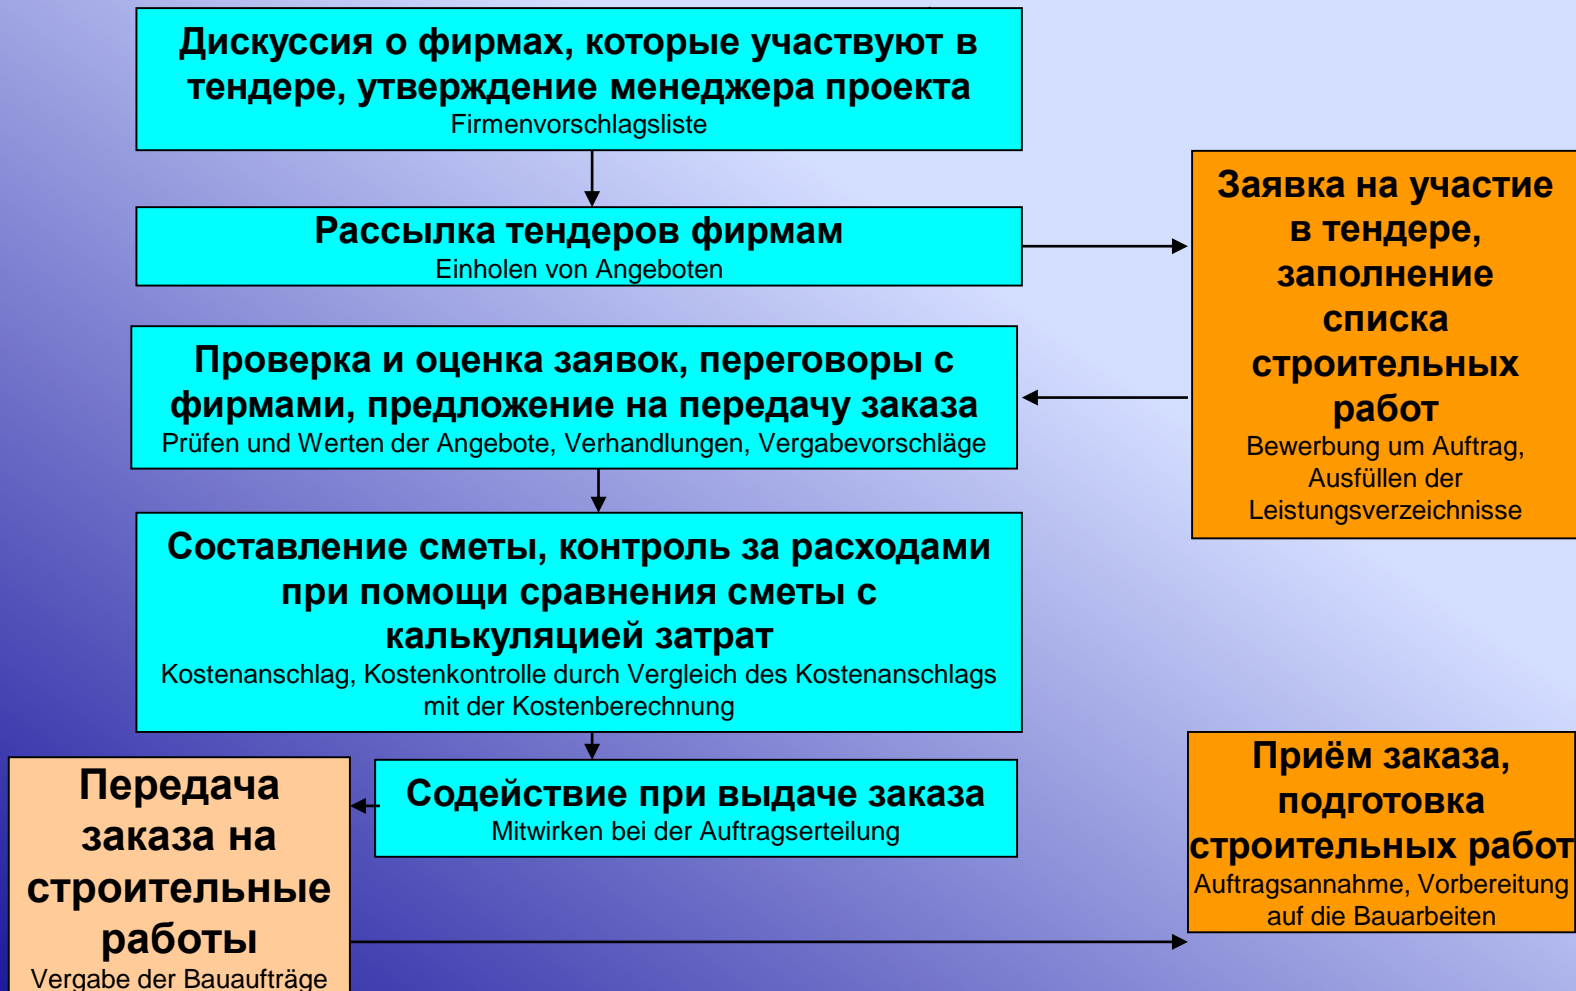 Дискуссия о фирмах, которые участвуют в
тендере, утверждение менеджера проекта
Firmenvorschlagsliste
Рассылка тендеров фирмам
Einholen von Angeboten
Заявка на участие
в тендере,
заполнение
списка
строительных
работ
Bewerbung um Auftrag,
Ausfüllen der
Leistungsverzeichnisse
Проверка и оценка заявок, переговоры с
фирмами, предложение на передачу заказа
Prüfen und Werten der Angebote, Verhandlungen, Vergabevorschläge
Составление сметы, контроль за расходами
при помощи сравнения сметы с
калькуляцией затрат
Kostenanschlag, Kostenkontrolle durch Vergleich des Kostenanschlags
mit der Kostenberechnung
Содействие при выдаче заказа
Mitwirken bei der Auftragserteilung
Передача
заказа на
строительные
работы
Vergabe der Bauaufträge
Приём заказа,
подготовка
строительных работ
Auftragsannahme, Vorbereitung
auf die Bauarbeiten